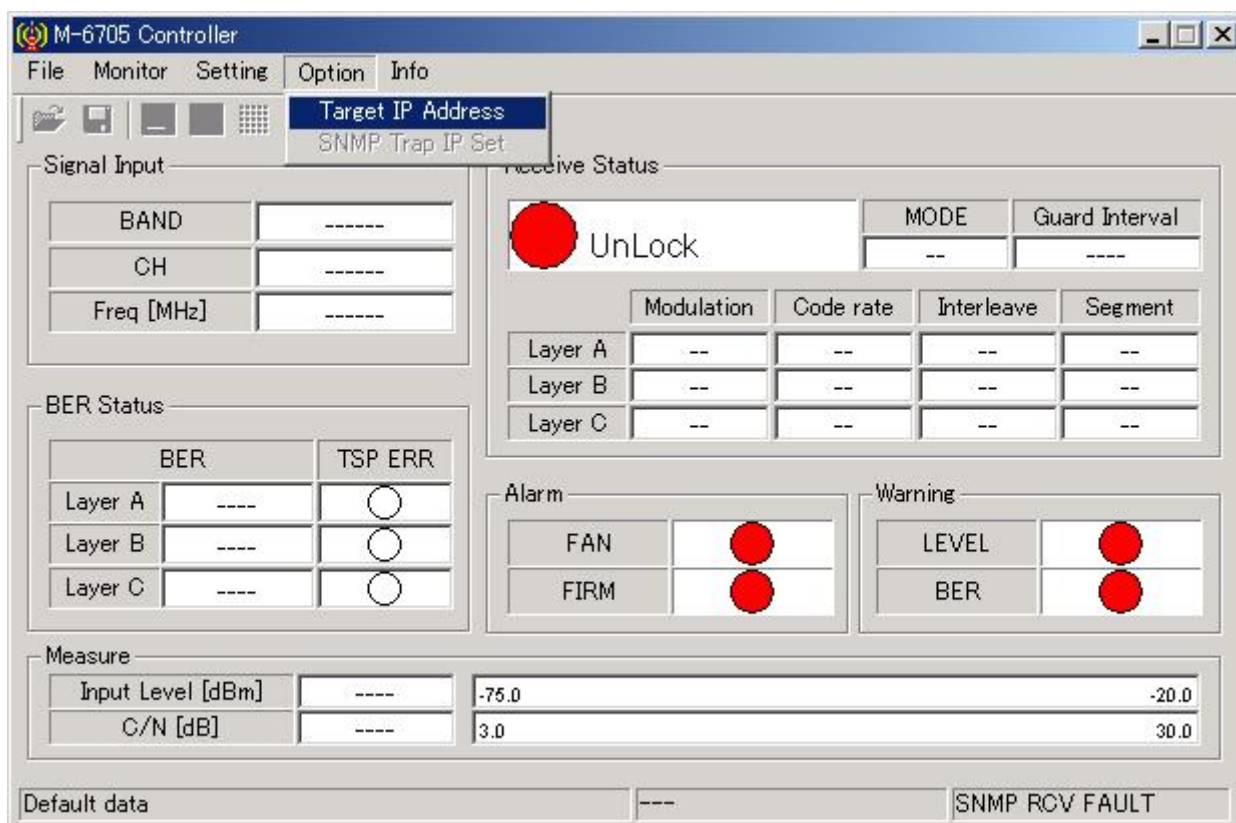 M-6705 Controller
File Monitor Setting Option Info
Target IP Address
SNMP Trap IP Set
Signal Input
BAND ------
CH ------
Freq [MHz] ------
Receive Status
UnLock
MODE Guard Interval
-- ----
Modulation Code rate Interleave Segment
Layer A -- -- -- --
Layer B -- -- -- --
Layer C -- -- -- --
BER Status
BER TSP ERR
Layer A ----
Layer B ----
Layer C ----
Alarm
FAN
FIRM
Warning
LEVEL
BER
Measure
Input Level [dBm] ---- -75.0 -20.0
C/N [dB] ---- 3.0 30.0
Default data --- SNMP RCV FAULT